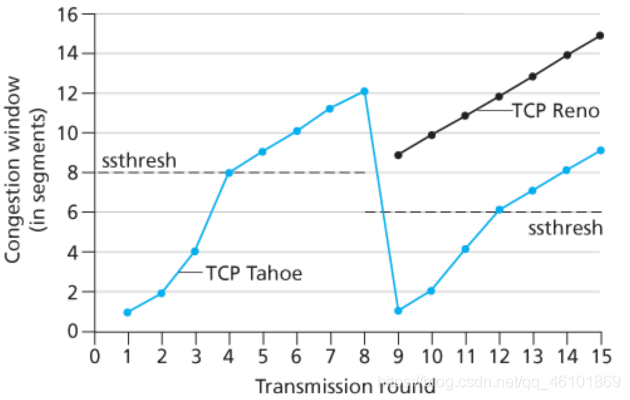 16
14
12
10
8
6
4
2
0
Congestion window
(in segments)
ssthresh
TCP Tahoe
TCP Reno
ssthresh
0 1 2 3 4 5 6 7 8 9 10 11 12 13 14 15
Transmission round
https://blog.csdn.net/qq_46101869